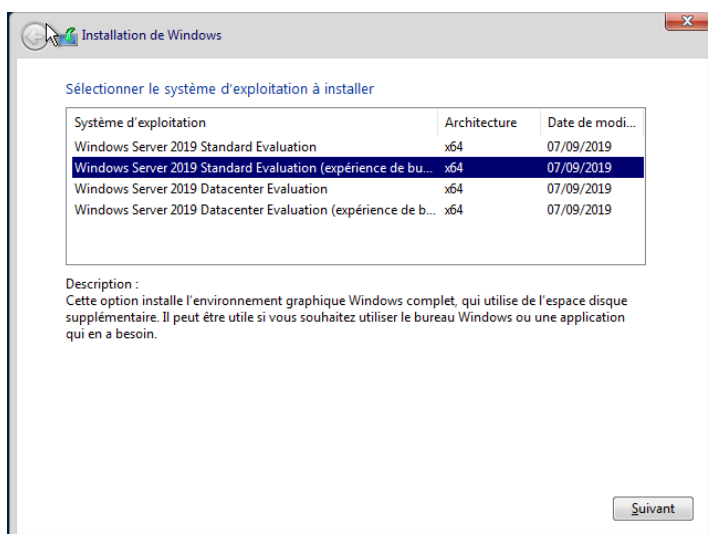 Installation de Windows
Sélectionner le système d'exploitation à installer
Système d'exploitation Architecture Date de modi...
Windows Server 2019 Standard Evaluation x64 07/09/2019
Windows Server 2019 Standard Evaluation (expérience de bu... x64 07/09/2019
Windows Server 2019 Datacenter Evaluation x64 07/09/2019
Windows Server 2019 Datacenter Evaluation (expérience de b... x64 07/09/2019
Description :
Cette option installe l'environnement graphique Windows complet, qui utilise de l'espace disque
supplémentaire. Il peut être utile si vous souhaitez utiliser le bureau Windows ou une application
qui en a besoin.
Suivant